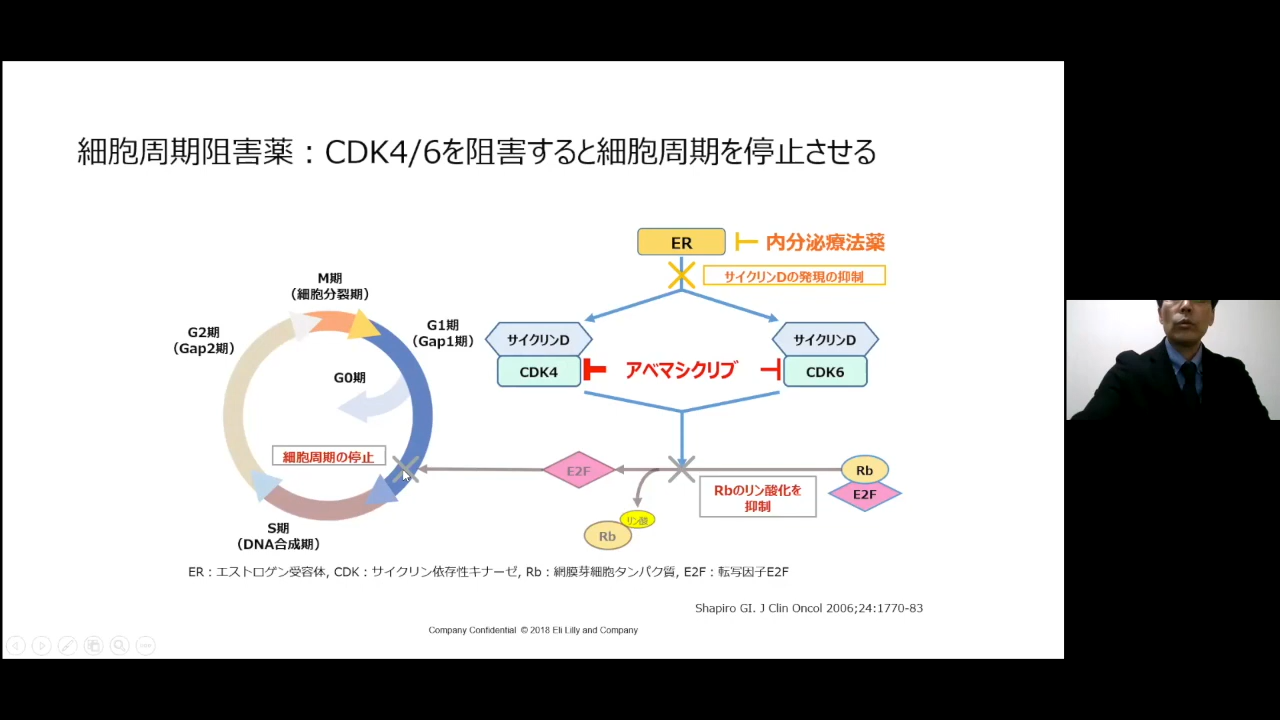 細胞周期阻害薬：CDK4/6を阻害すると細胞周期を停止させる
ER
内分泌療法薬
サイクリンDの発現の抑制
M期
（細胞分裂期）
G1期
（Gap1期）
G2期
（Gap2期）
G0期
サイクリンD
CDK4
アベマシクリブ
サイクリンD
CDK6
細胞周期の停止
E2F
Rb
E2F
Rbのリン酸化を
抑制
リン酸
Rb
S期
（DNA合成期）
ER：エストロゲン受容体, CDK：サイクリン依存性キナーゼ, Rb：網膜芽細胞タンパク質, E2F：転写因子E2F
Shapiro GI. J Clin Oncol 2006;24:1770-83
Company Confidential © 2018 Eli Lilly and Company